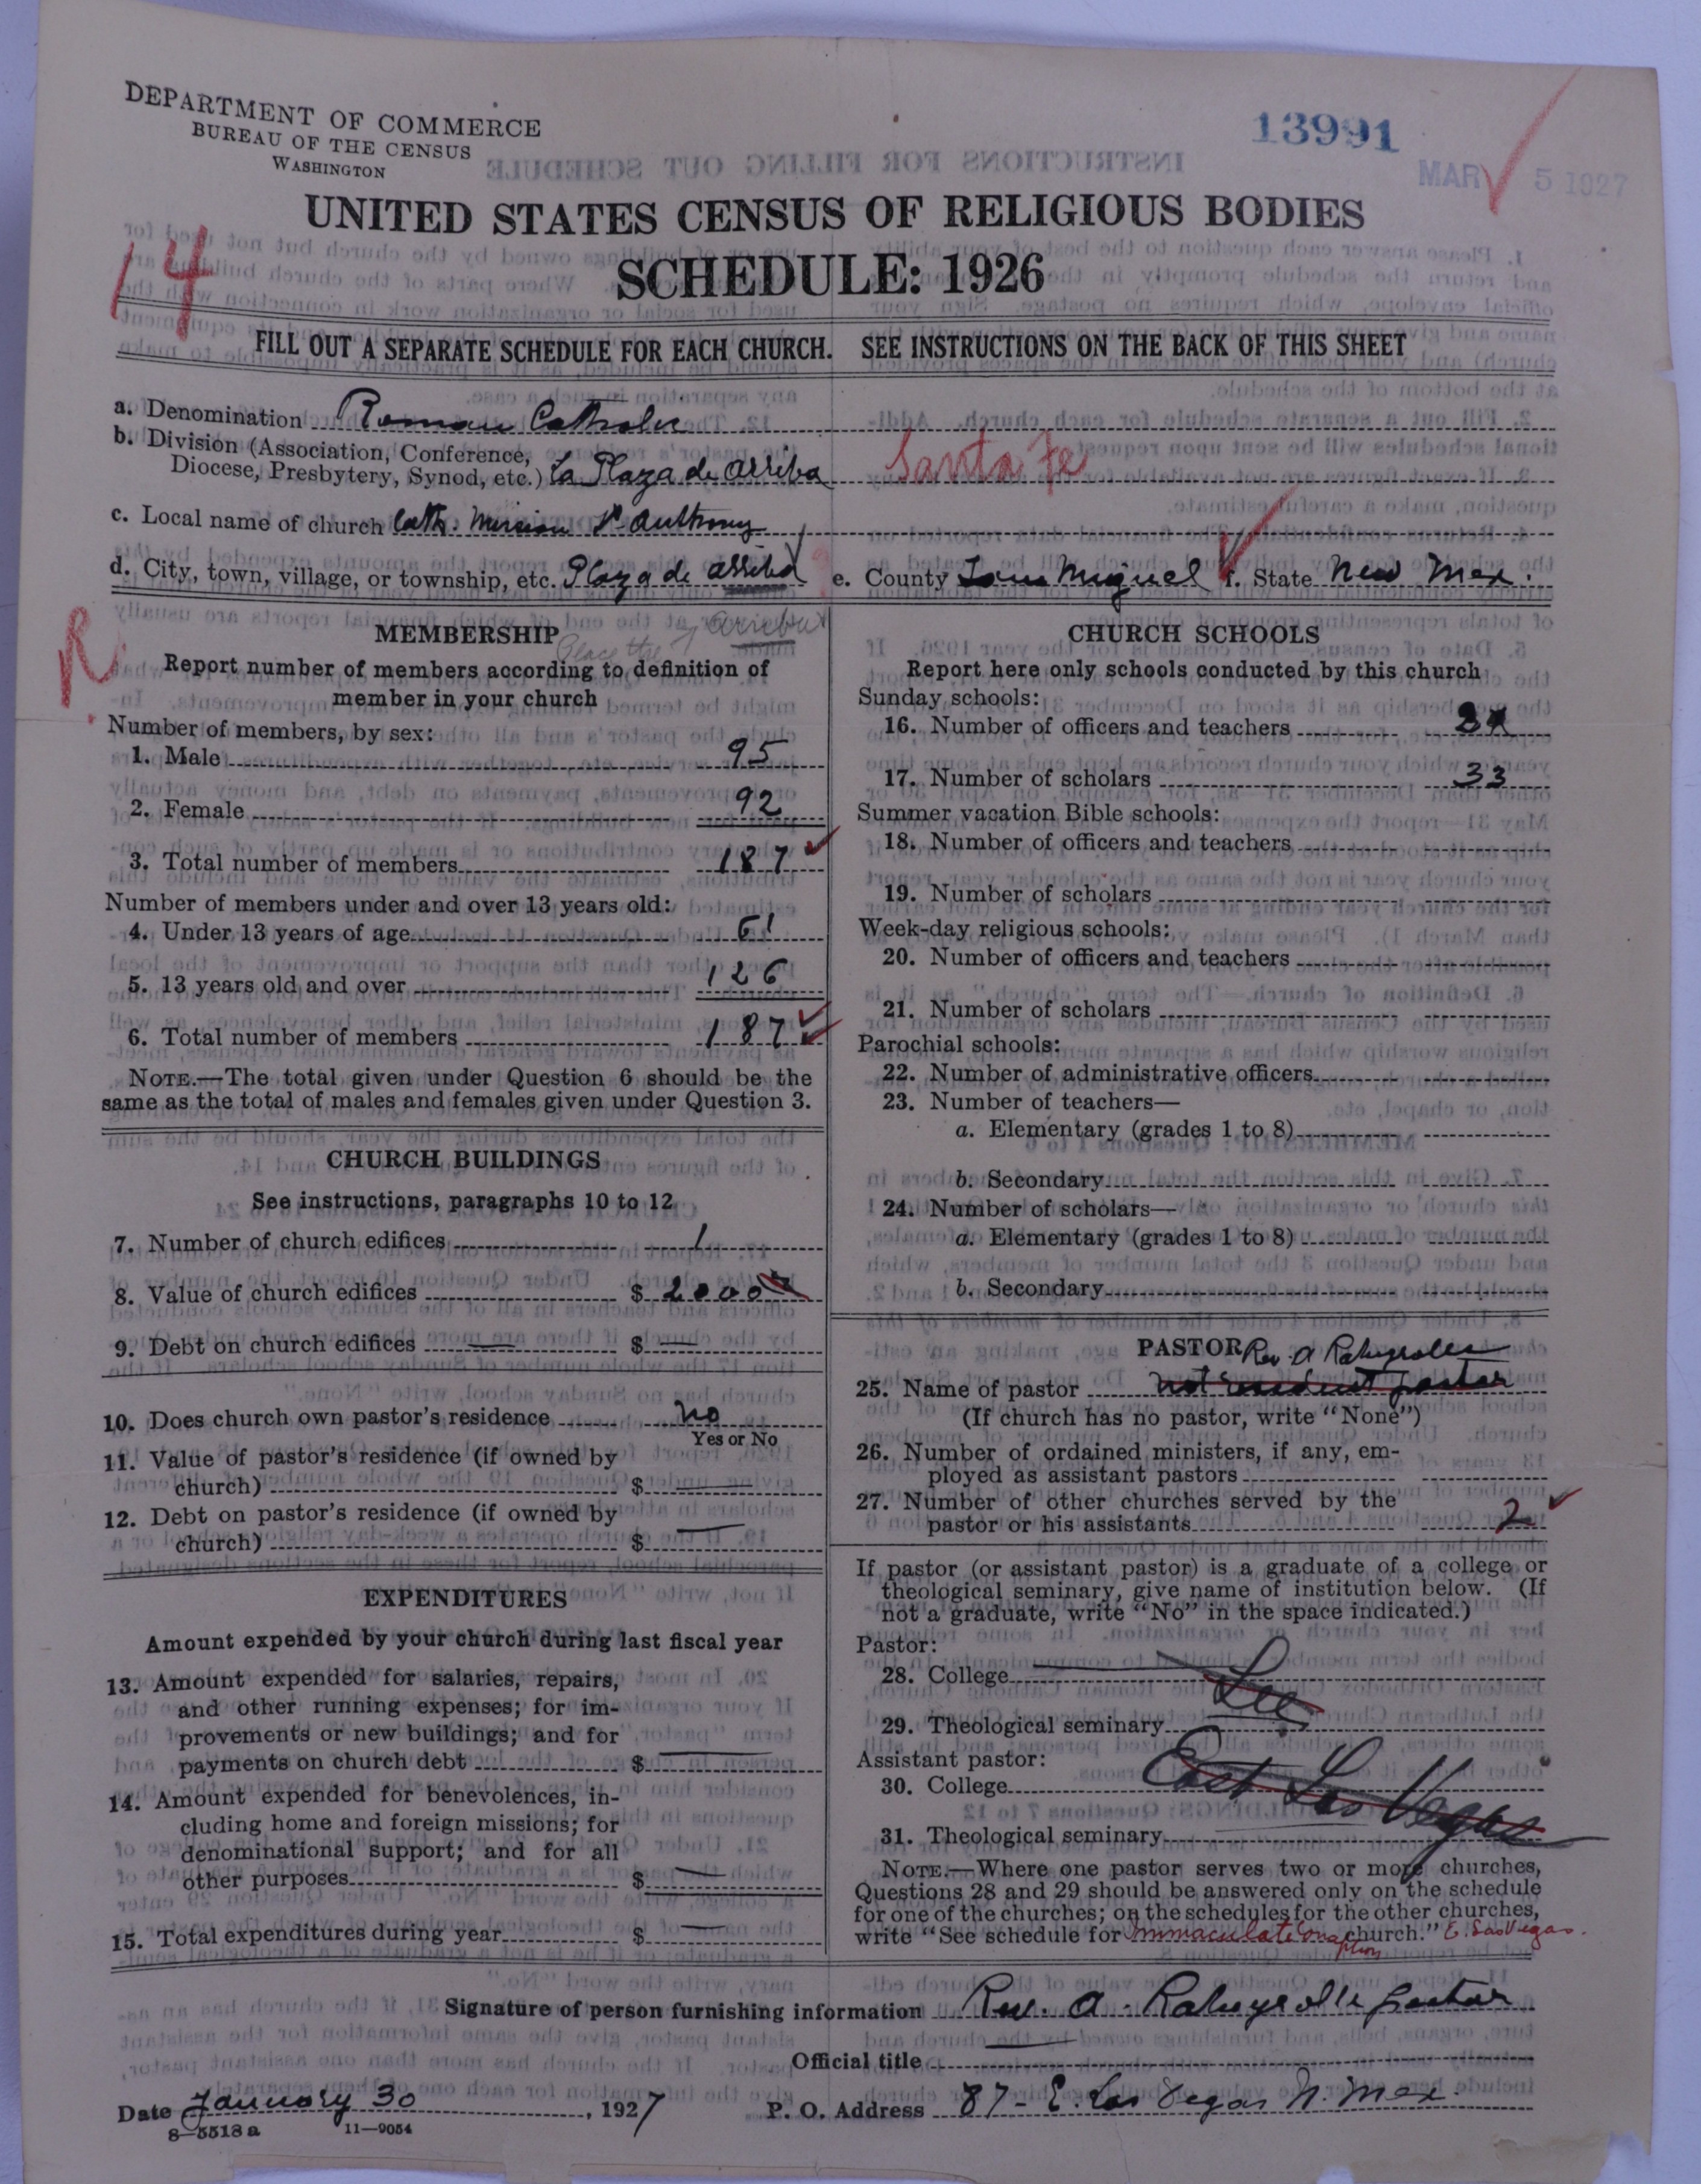 DEPARTMENT OF COMMERCE
BUREAU OF THE CENSUS
WASHINGTON
13991
MAR 5 1927
UNITED STATES CENSUS OF RELIGIOUS BODIES
SCHEDULE: 1926
14
FILL OUT A SEPARATE SCHEDULE FOR EACH CHURCH. SEE INSTRUCTIONS ON THE BACK OF THIS SHEET
a. Denomination Roman Catholic
b. Division (Association, Conference,
Diocese, Presbytery, Synod, etc.) La Plaza de arriba Santa Fe
c. Local name of church Cath. Mission St. Anthony
d. City, town, village, or township, etc. Plaza de arriba e. County San Miguel f. State New Mex.
R
MEMBERSHIP
Report number of members according to definition of
member in your church
Number of members, by sex:
1. Male 95
2. Female 92
3. Total number of members 187
Number of members under and over 13 years old:
4. Under 13 years of age 61
5. 13 years old and over 126
6. Total number of members 187
NOTE.—The total given under Question 6 should be the
same as the total of males and females given under Question 3.
CHURCH BUILDINGS
See instructions, paragraphs 10 to 12
7. Number of church edifices 1
8. Value of church edifices $ 2000
9. Debt on church edifices — $ —
10. Does church own pastor's residence no
Yes or No
11. Value of pastor's residence (if owned by
church) $ —
12. Debt on pastor's residence (if owned by
church) $ —
EXPENDITURES
Amount expended by your church during last fiscal year
13. Amount expended for salaries, repairs,
and other running expenses; for im-
provements or new buildings; and for
payments on church debt $ —
14. Amount expended for benevolences, in-
cluding home and foreign missions; for
denominational support; and for all
other purposes $ —
15. Total expenditures during year $ —
CHURCH SCHOOLS
Report here only schools conducted by this church
Sunday schools:
16. Number of officers and teachers
17. Number of scholars 33
Summer vacation Bible schools:
18. Number of officers and teachers
19. Number of scholars
Week-day religious schools:
20. Number of officers and teachers
21. Number of scholars
Parochial schools:
22. Number of administrative officers
23. Number of teachers—
a. Elementary (grades 1 to 8)
b. Secondary
24. Number of scholars—
a. Elementary (grades 1 to 8)
b. Secondary
PASTOR Rev. A
25. Name of pastor not resident pastor
(If church has no pastor, write "None")
26. Number of ordained ministers, if any, em-
ployed as assistant pastors
27. Number of other churches served by the
pastor or his assistants 2
If pastor (or assistant pastor) is a graduate of a college or
theological seminary, give name of institution below. (If
not a graduate, write "No" in the space indicated.)
Pastor:
28. College
See
29. Theological seminary
Assistant pastor:
30. College East Las Vegas
31. Theological seminary
NOTE.—Where one pastor serves two or more churches,
Questions 28 and 29 should be answered only on the schedule
for one of the churches; on the schedules for the other churches,
write "See schedule for Immaculate Conception church." E. Las Vegas.
Signature of person furnishing information Rev. A. pastor
Official title
Date January 30, 1927 P. O. Address 87 - E. Las Vegas N. Mex.
8—5518a 11—9054